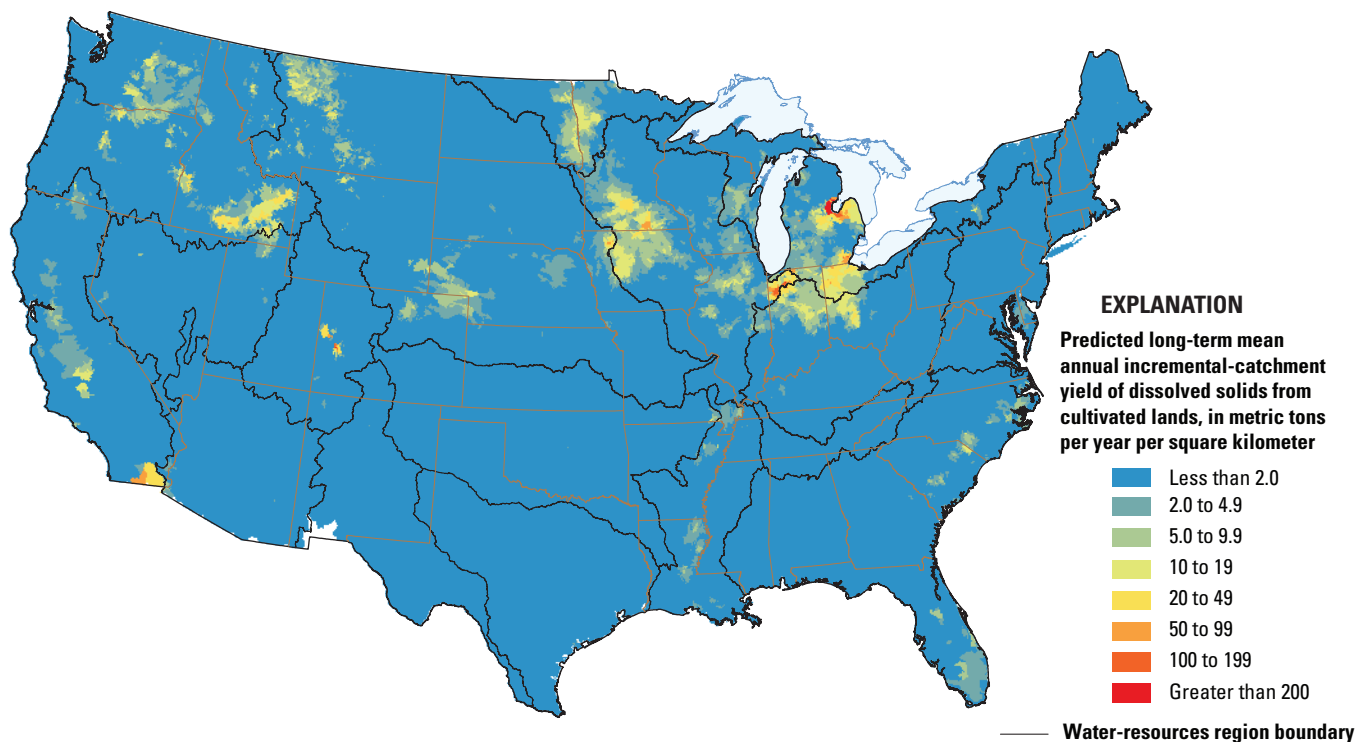 EXPLANATION
Predicted long-term mean
annual incremental-catchment
yield of dissolved solids from
cultivated lands, in metric tons
per year per square kilometer
Less than 2.0
2.0 to 4.9
5.0 to 9.9
10 to 19
20 to 49
50 to 99
100 to 199
Greater than 200
Water-resources region boundary